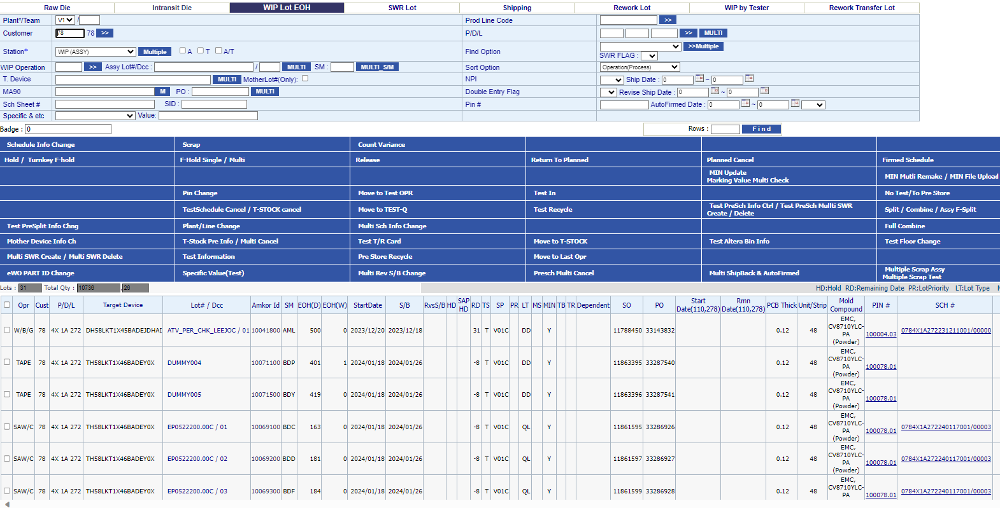 Raw Die Intransit Die WIP Lot EOH SWR Lot Shipping Rework Lot WIP by Tester Rework Transfer Lot
Plant*/Team V1 / Prod Line Code >>
Customer 78 78 >> P/D/L >> MULTI
Station* WIP (ASSY) Multiple A T A/T Find Option >>Multiple
SWR FLAG :
WIP Operation >> Assy Lot#/Dcc : / MULTI SM : MULTI_S/M Sort Option Operation(Process)
T. Device MULTI MotherLot#(Only): NPI Ship Date : 0 ~ 0
MA90 M PO : MULTI Double Entry Flag Revise Ship Date : 0 ~ 0
Sch Sheet # SID : Pin # AutoFirmed Date : 0 ~ 0
Specific & etc Value:
Badge : 0 Rows : Find
Schedule Info Change Scrap Count Variance
Hold / Turnkey F-hold F-Hold Single / Multi Release Return To Planned Planned Cancel Firmed Schedule
MIN Update
Marking Value Multi Check MIN Mutli Remake / MIN File Upload
Pin Change Move to Test OPR Test In No Test/To Pre Store
TestSchedule Cancel / T-STOCK cancel Move to TEST-Q Test Recycle Test PreSch Info Ctrl / Test PreSch Mullti SWR Split / Combine / Assy F-Split
Create / Delete
Test PreSplit Info Chng Plant/Line Change Multi Sch Info Change Full Combine
Mother Device Info Ch T-Stock Pre Info / Multi Cancel Test T/R Card Move to T-STOCK Test Altera Bin Info Test Floor Change
Multi SWR Create / Multi SWR Delete Test Information Pre Store Recycle Move to Last Opr
eWO PART ID Change Specific Value(Test) Multi Rev S/B Change Presch Multi Cancel Multi ShipBack & AutoFirmed Multiple Scrap Assy
Multiple Scrap Test
Lots : 31 Total Qty : 10736 , 26 HD:Hold RD:Remaining Date PR:LotPriority LT:Lot Type
Opr Cust P/D/L Target Device Lot# / Dcc Amkor Id SM EOH(D) EOH(W) StartDate S/B RvsS/B HD SAP HD RD TS SP PR LT MS MIN TB TR Dependent SO PO Start Date(110,278) Rmn Date(110,278) PCB Thick Unit/Strip Mold Compound PIN # SCH #
W/B/G 78 4X 1A 272 DH58LKT1X45BADEJDHAI ATV_PER_CHK_LEEJOC / 01 10041800 AML 500 0 2023/12/20 2023/12/18 31 T V01C DD Y 11788450 33143832 0.12 48 EMC, CV8710YLC-PA (Powder) 100004.03 0784X1A272231211001/00000
TAPE 78 4X 1A 272 TH58LKT1X46BADEY0X DUMMY004 10071100 BDP 401 1 2024/01/18 2024/01/26 -8 T V01C DD Y 11863395 33287540 0.12 48 EMC, CV8710YLC-PA (Powder) 100078.01
TAPE 78 4X 1A 272 TH58LKT1X46BADEY0X DUMMY005 10071500 BDY 419 0 2024/01/18 2024/01/26 -8 T V01C DD Y 11863396 33287541 0.12 48 EMC, CV8710YLC-PA (Powder) 100078.01
SAW/C 78 4X 1A 272 TH58LKT1X46BADEY0X EP0522200.00C / 01 10069100 BDC 163 0 2024/01/18 2024/01/26 -8 T V01C QL Y 11861595 33286926 0.12 48 EMC, CV8710YLC-PA (Powder) 100078.01 0784X1A272240117001/00003
SAW/C 78 4X 1A 272 TH58LKT1X46BADEY0X EP0522200.00C / 02 10069200 BDD 181 0 2024/01/18 2024/01/26 -8 T V01C QL Y 11861597 33286927 0.12 48 EMC, CV8710YLC-PA (Powder) 100078.01 0784X1A272240117001/00003
SAW/C 78 4X 1A 272 TH58LKT1X46BADEY0X EP0522200.00C / 03 10069300 BDF 184 0 2024/01/18 2024/01/26 -8 T V01C QL Y 11861599 33286928 0.12 48 EMC, CV8710YLC-PA 100078.01 0784X1A272240117001/00003